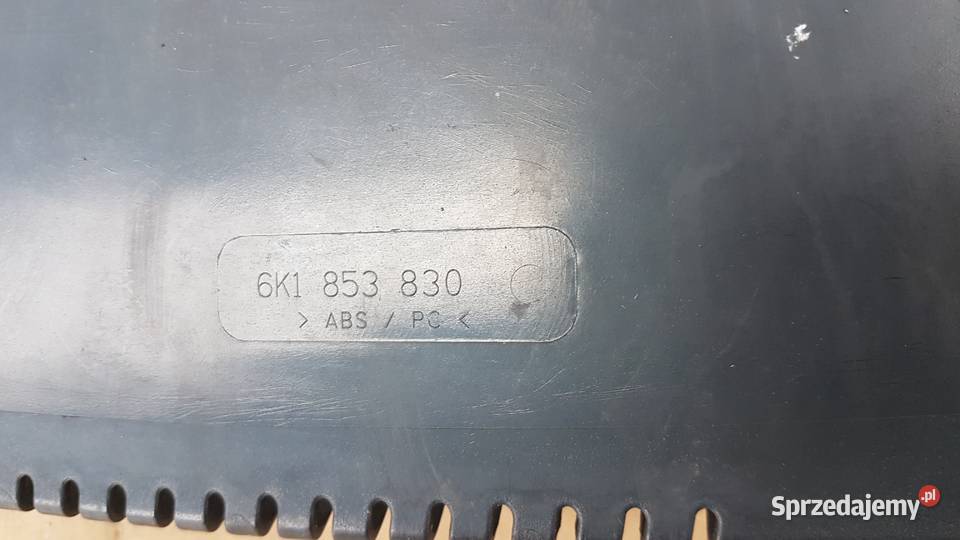 6K1 853 830
> ABS / PC <
Sprzedajemy.pl